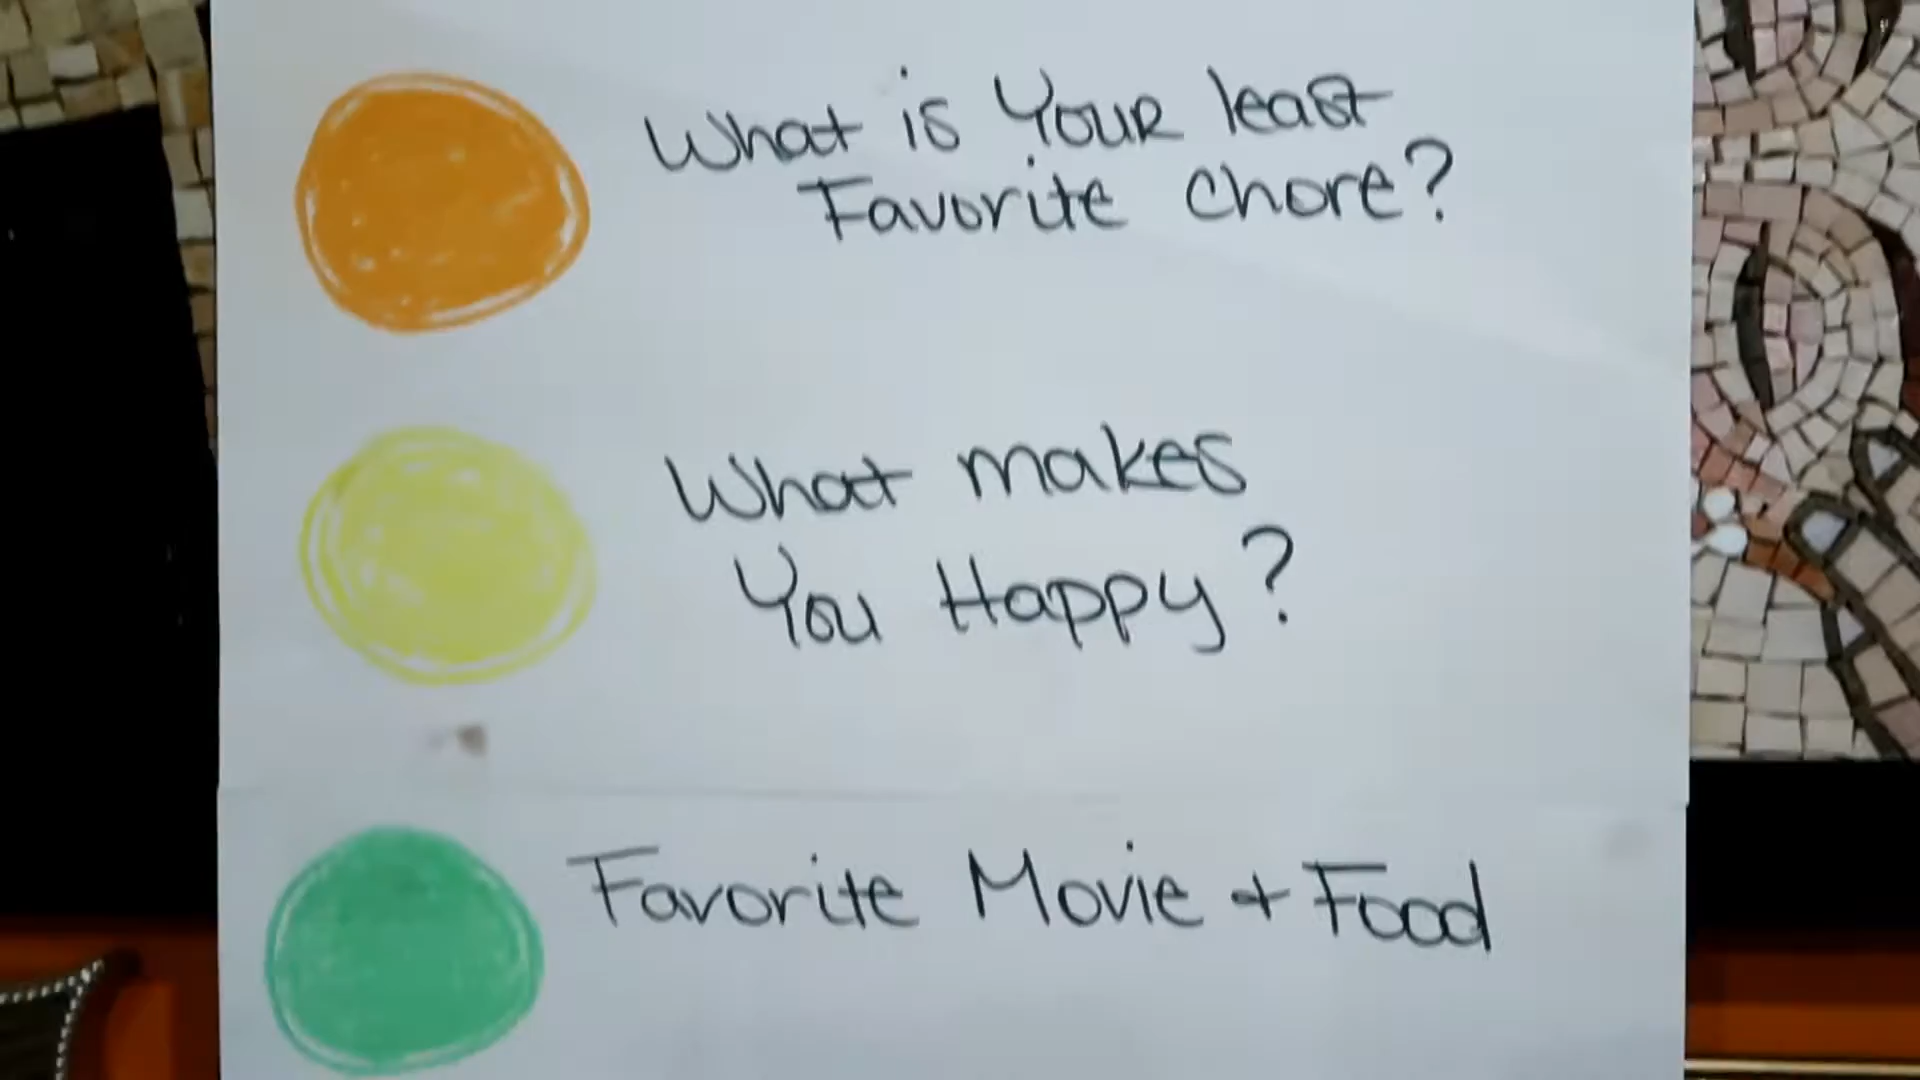 What is Your least
Favorite chore?
What makes
You Happy?
Favorite Movie + Food